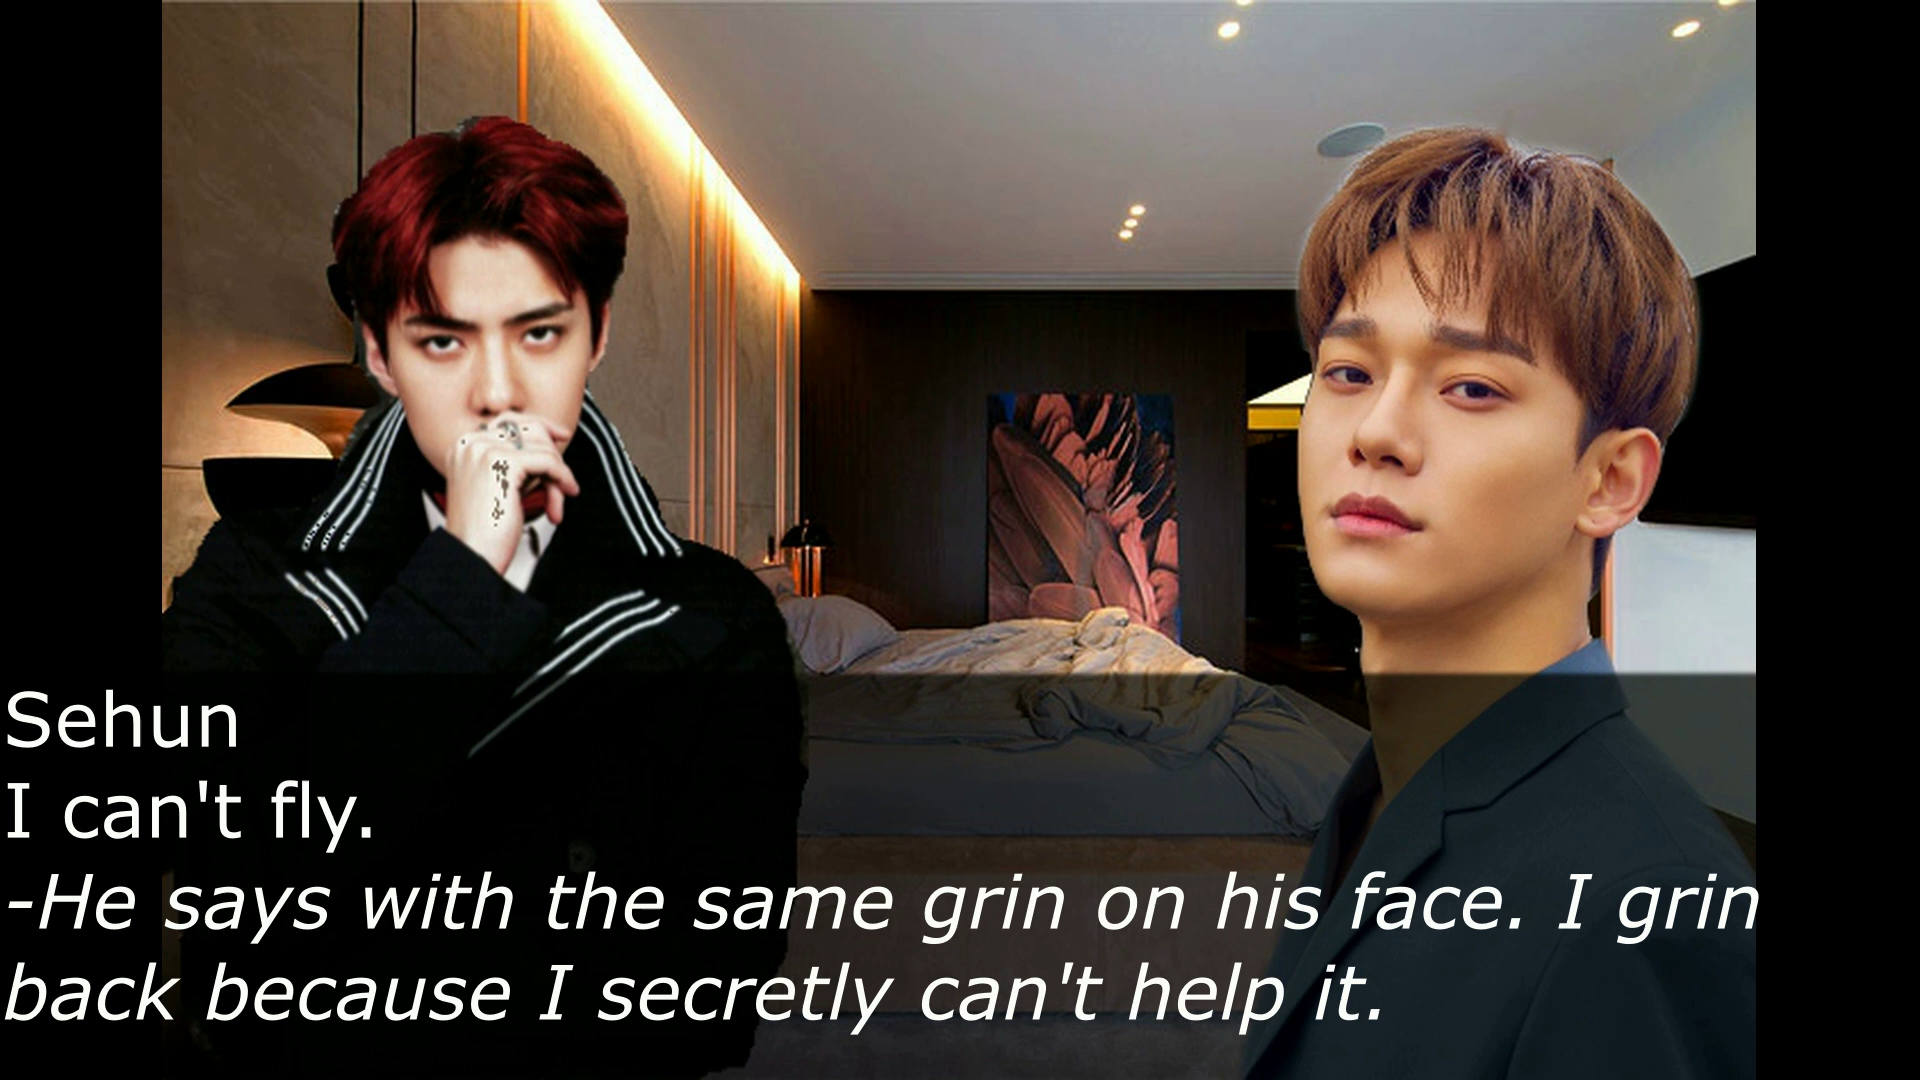 Sehun
I can't fly.
-He says with the same grin on his face. I grin
back because I secretly can't help it.